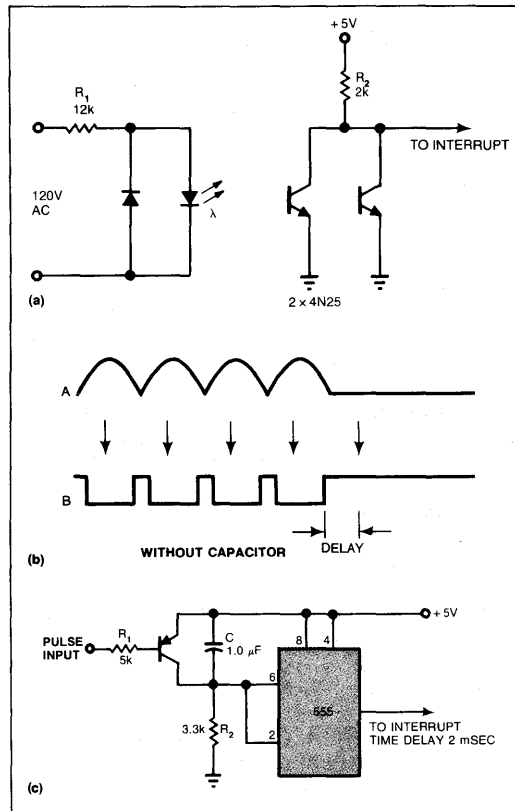 +5V
R1
12k
R2
2k
TO INTERRUPT
120V
AC
λ
(a)
2 x 4N25
A
B
DELAY
WITHOUT CAPACITOR
(b)
+5V
PULSE
INPUT
R1
5k
C
1.0 μF
8
4
6
555
3.3k
R2
2
TO INTERRUPT
TIME DELAY 2 mSEC
(c)